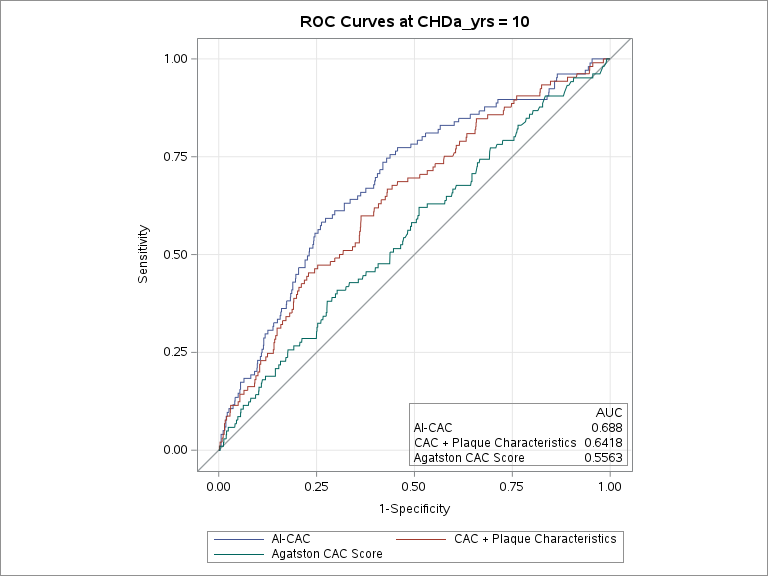 ROC Curves at CHDa_yrs = 10
1.00
0.75
0.50
0.25
0.00
Sensitivity
AUC
AI-CAC 0.688
CAC + Plaque Characteristics 0.6418
Agatston CAC Score 0.5563
0.00 0.25 0.50 0.75 1.00
1-Specificity
AI-CAC CAC + Plaque Characteristics
Agatston CAC Score